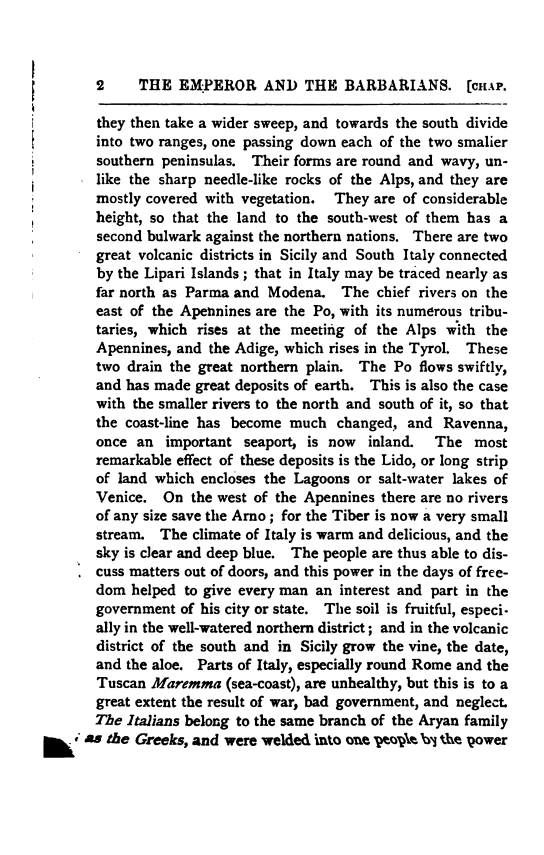 2 THE EMPEROR AND THE BARBARIANS. [CHAP.
they then take a wider sweep, and towards the south divide
into two ranges, one passing down each of the two smaller
southern peninsulas. Their forms are round and wavy, un-
like the sharp needle-like rocks of the Alps, and they are
mostly covered with vegetation. They are of considerable
height, so that the land to the south-west of them has a
second bulwark against the northern nations. There are two
great volcanic districts in Sicily and South Italy connected
by the Lipari Islands; that in Italy may be traced nearly as
far north as Parma and Modena. The chief rivers on the
east of the Apennines are the Po, with its numerous tribu-
taries, which rises at the meeting of the Alps with the
Apennines, and the Adige, which rises in the Tyrol. These
two drain the great northern plain. The Po flows swiftly,
and has made great deposits of earth. This is also the case
with the smaller rivers to the north and south of it, so that
the coast-line has become much changed, and Ravenna,
once an important seaport, is now inland. The most
remarkable effect of these deposits is the Lido, or long strip
of land which encloses the Lagoons or salt-water lakes of
Venice. On the west of the Apennines there are no rivers
of any size save the Arno; for the Tiber is now a very small
stream. The climate of Italy is warm and delicious, and the
sky is clear and deep blue. The people are thus able to dis-
cuss matters out of doors, and this power in the days of free-
dom helped to give every man an interest and part in the
government of his city or state. The soil is fruitful, especi-
ally in the well-watered northern district; and in the volcanic
district of the south and in Sicily grow the vine, the date,
and the aloe. Parts of Italy, especially round Rome and the
Tuscan Maremma (sea-coast), are unhealthy, but this is to a
great extent the result of war, bad government, and neglect.
The Italians belong to the same branch of the Aryan family
as the Greeks, and were welded into one people by the power